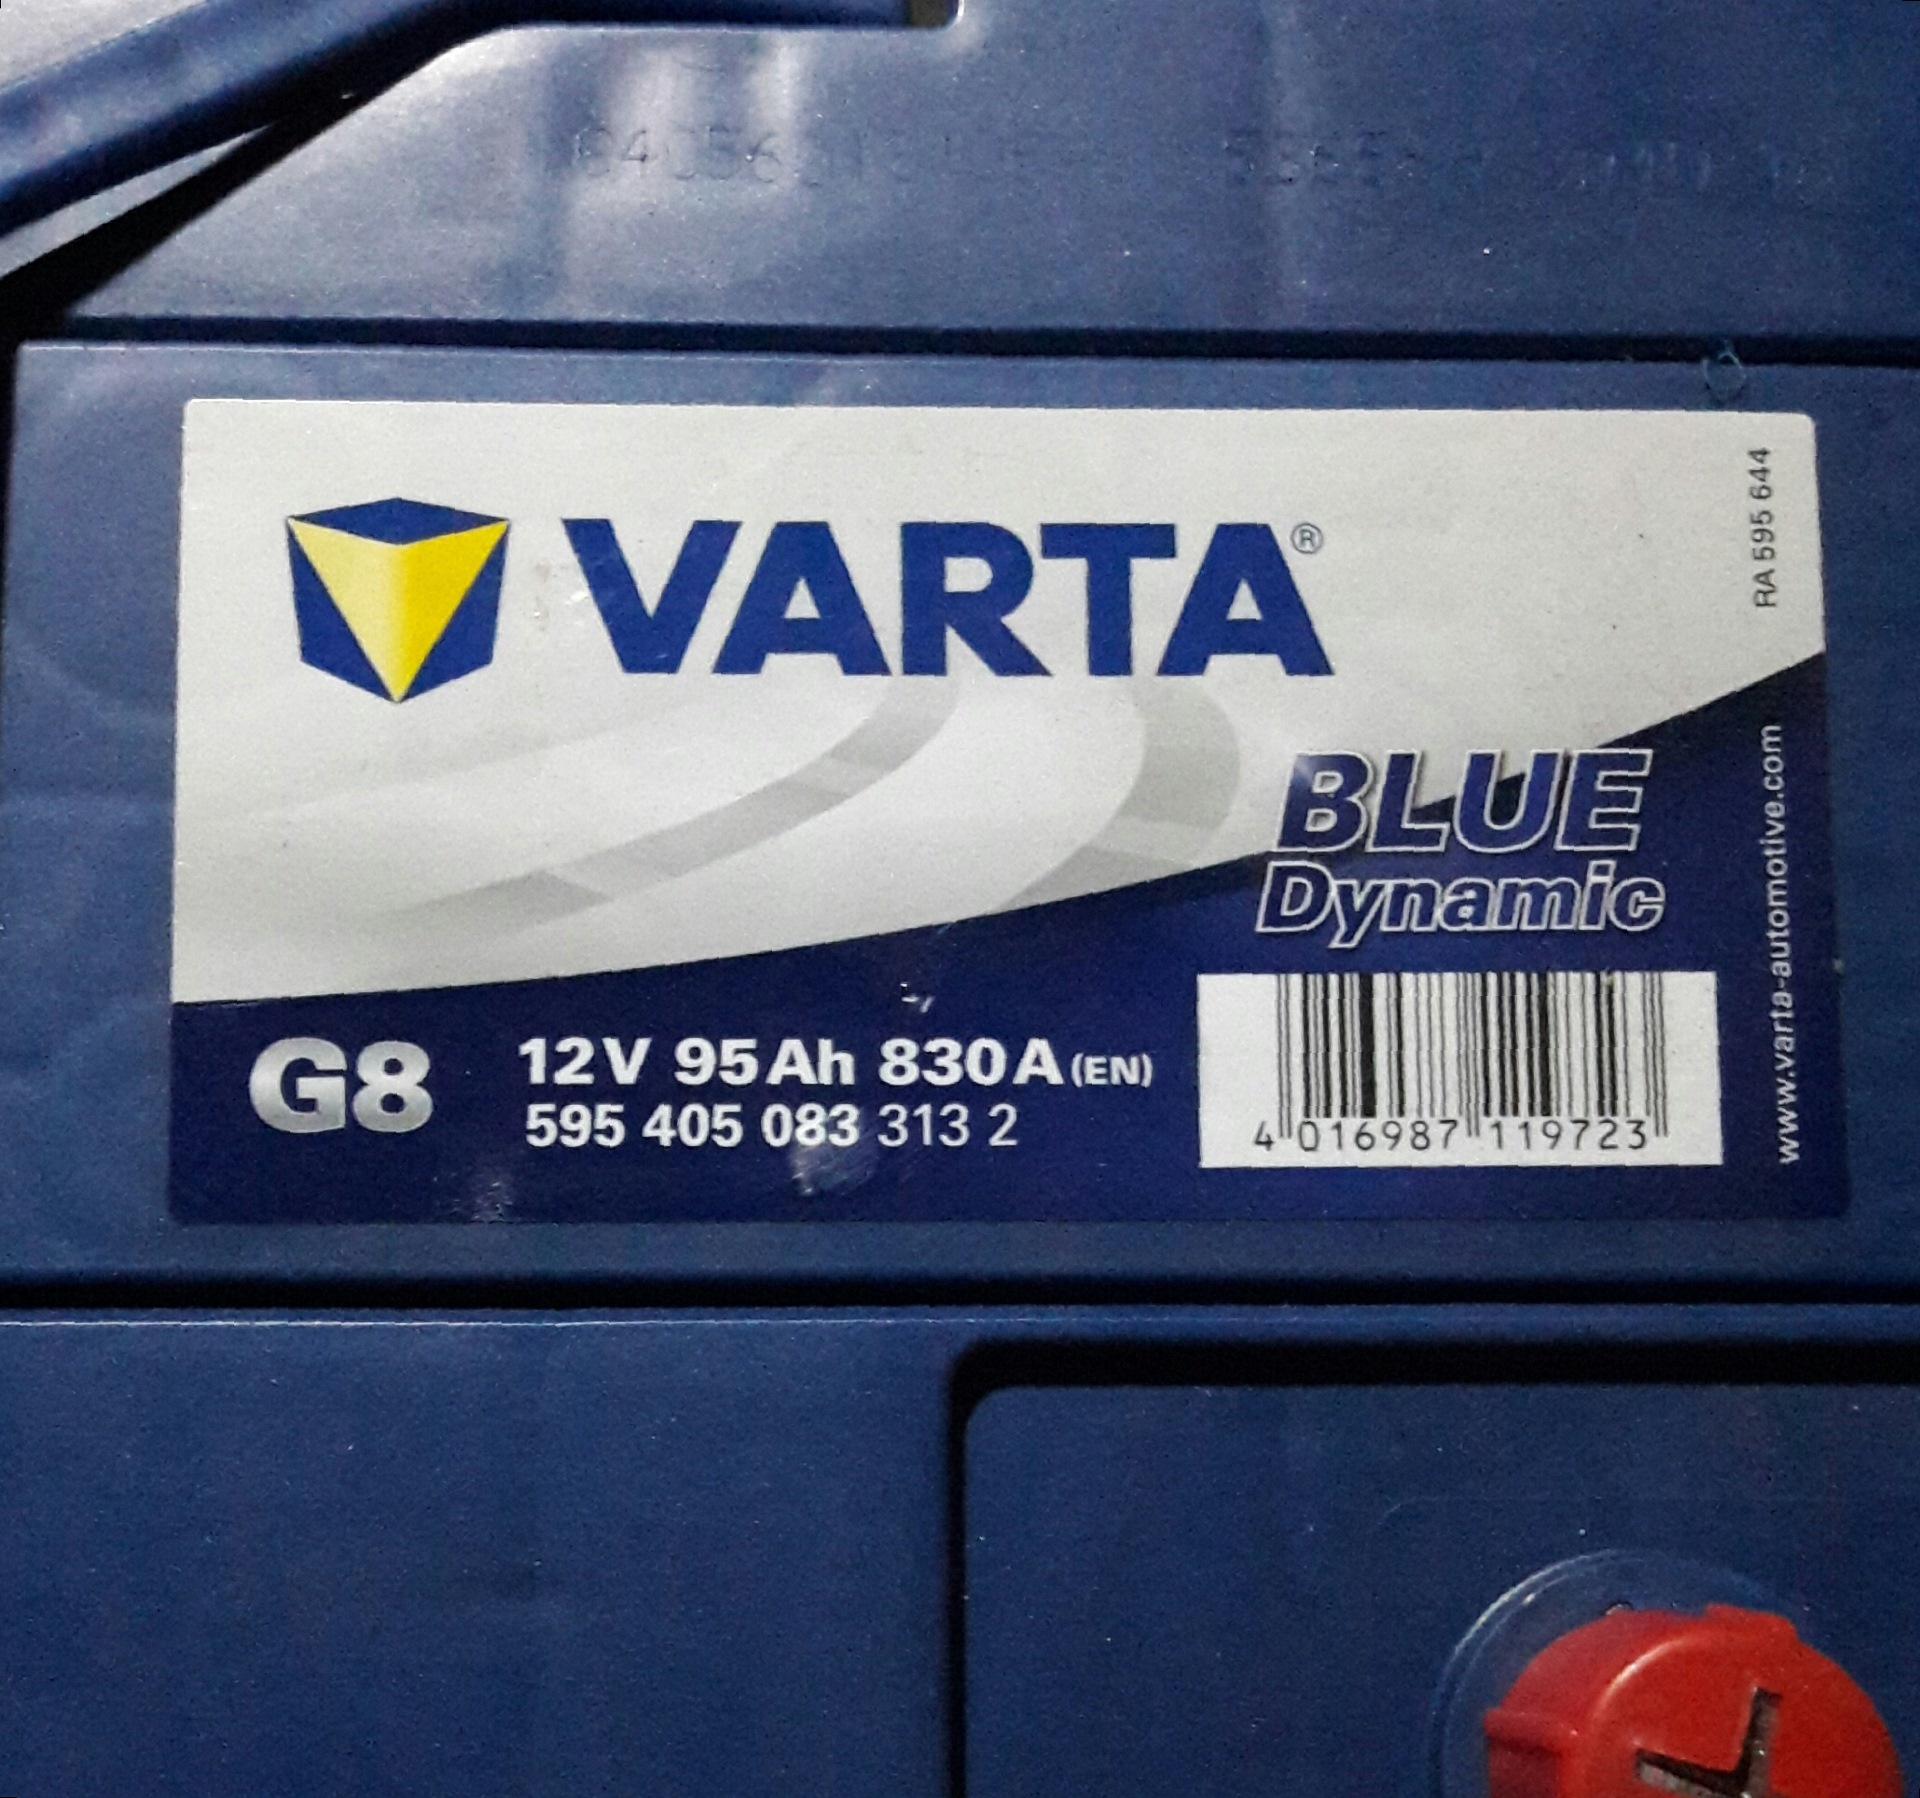 VARTA®
RA 595 644
BLUE
Dynamic
www.varta-automotive.com
G8
12V 95Ah 830A (EN)
595 405 083 313 2
4 016987 119723